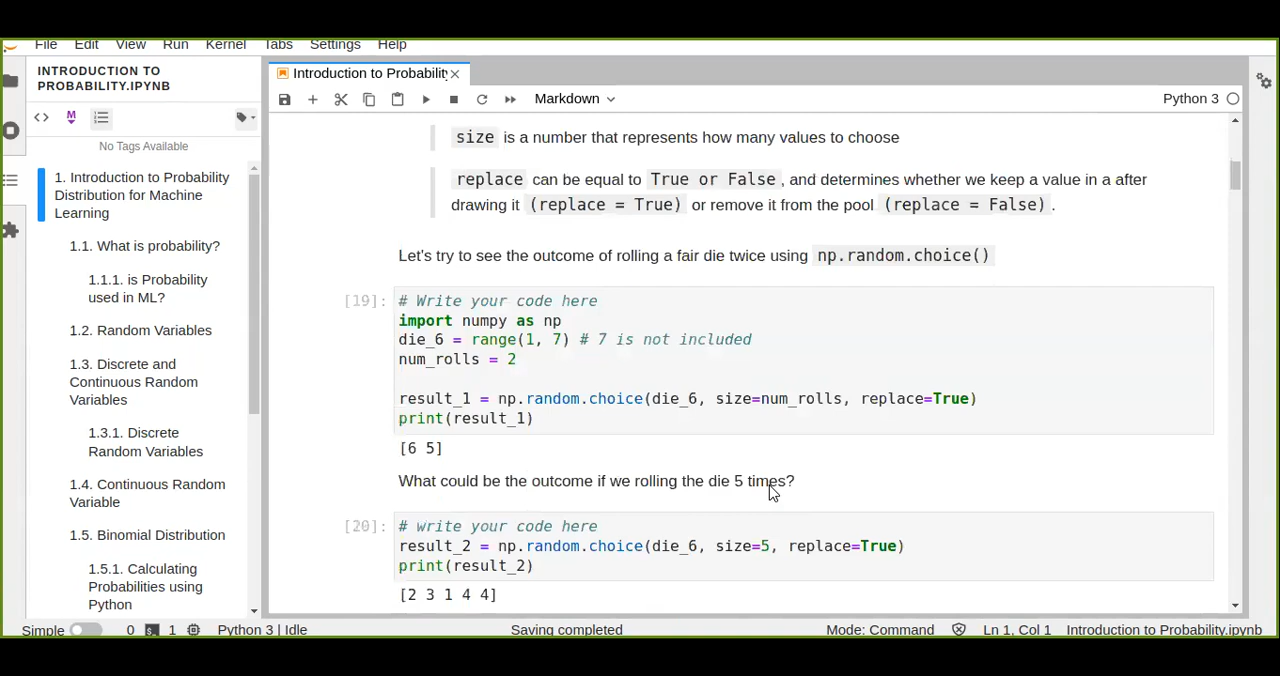 File Edit View Run Kernel Tabs Settings Help
INTRODUCTION TO
PROBABILITY.IPYNB
No Tags Available
1. Introduction to Probability
Distribution for Machine
Learning
1.1. What is probability?
1.1.1. is Probability
used in ML?
1.2. Random Variables
1.3. Discrete and
Continuous Random
Variables
1.3.1. Discrete
Random Variables
1.4. Continuous Random
Variable
1.5. Binomial Distribution
1.5.1. Calculating
Probabilities using
Python
Introduction to Probability
Markdown
Python 3
size is a number that represents how many values to choose
replace can be equal to True or False, and determines whether we keep a value in a after
drawing it (replace = True) or remove it from the pool (replace = False).
Let's try to see the outcome of rolling a fair die twice using np.random.choice()
[19]:
# Write your code here
import numpy as np
die_6 = range(1, 7) # 7 is not included
num_rolls = 2
result_1 = np.random.choice(die_6, size=num_rolls, replace=True)
print(result_1)
[6 5]
What could be the outcome if we rolling the die 5 times?
[20]:
# write your code here
result_2 = np.random.choice(die_6, size=5, replace=True)
print(result_2)
[2 3 1 4 4]
Simple 0 1 Python 3 | Idle Saving completed Mode: Command Ln 1, Col 1 Introduction to Probability.ipynb